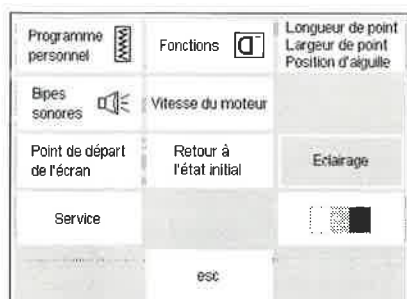 Programme
personnel
Fonctions
Longueur de point
Largeur de point
Position d'aiguille
Bipes
sonores
Vitesse du moteur
Point de départ
de l'écran
Retour à
l'état initial
Eclairage
Service
esc